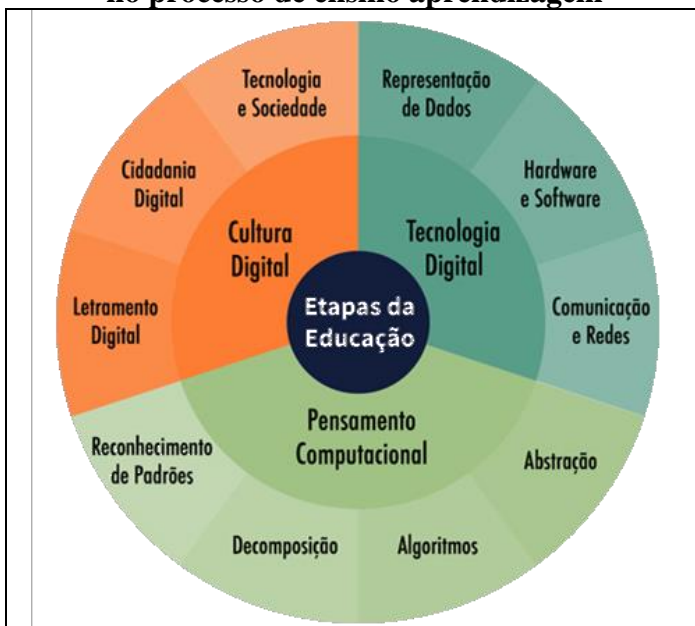 no processo de ensino aprendizagem
Tecnologia
e Sociedade
Representação
de Dados
Cidadania
Digital
Hardware
e Software
Cultura
Digital
Tecnologia
Digital
Letramento
Digital
Etapas da
Educação
Comunicação
e Redes
Pensamento
Computacional
Reconhecimento
de Padrões
Abstração
Decomposição
Algoritmos